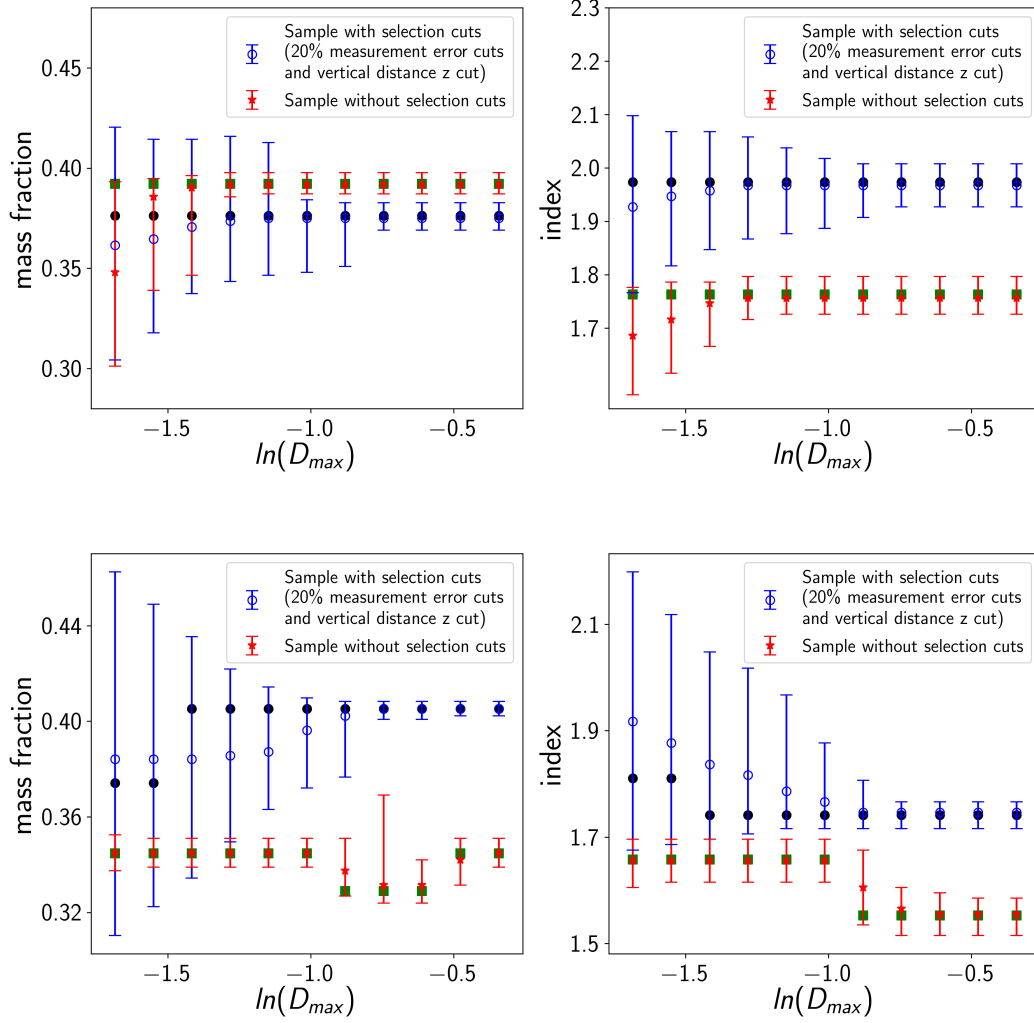 0.45
0.40
0.35
0.30
mass fraction
Sample with selection cuts
(20% measurement error cuts
and vertical distance z cut)
Sample without selection cuts
−1.5 −1.0 −0.5
ln(D_max)
2.3
2.2
2.1
2.0
1.9
1.8
1.7
index
Sample with selection cuts
(20% measurement error cuts
and vertical distance z cut)
Sample without selection cuts
−1.5 −1.0 −0.5
ln(D_max)
0.44
0.40
0.36
0.32
mass fraction
Sample with selection cuts
(20% measurement error cuts
and vertical distance z cut)
Sample without selection cuts
−1.5 −1.0 −0.5
ln(D_max)
2.1
1.9
1.7
1.5
index
Sample with selection cuts
(20% measurement error cuts
and vertical distance z cut)
Sample without selection cuts
−1.5 −1.0 −0.5
ln(D_max)